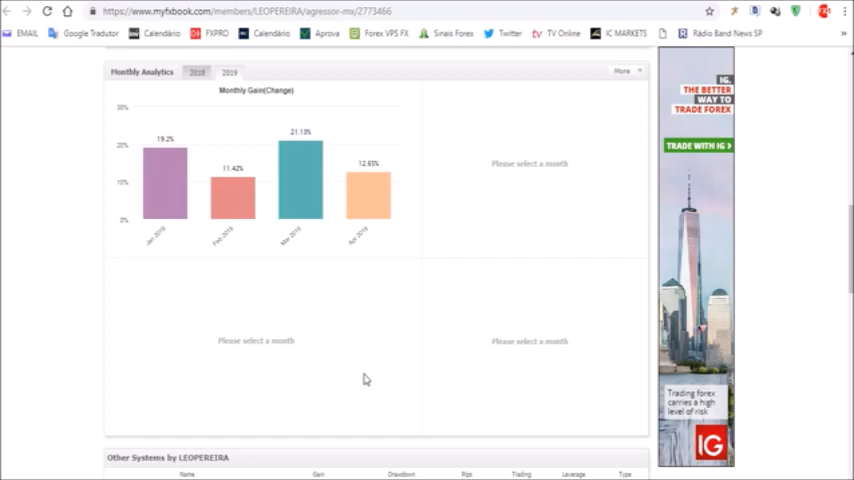 https://www.myfxbook.com/members/LEOPEREIRA/agressor-mx/2773466
EMAIL Google Tradutor Calendário FXPRO Calendário Aprova Forex VPS FX Sinais Forex Twitter TV Online IC MARKETS Rádio Band News SP »
Monthly Analytics 2018 2019 More
Monthly Gain(Change)
30%
20%
10%
0%
19.2%
11.42%
Jan 2019
Feb 2019
Mar 2019
Apr 2019
Please select a month
Please select a month
Please select a month
Other Systems by LEOPEREIRA
Name Gain Drawdown Pips Trading Leverage Type
IG.
THE BETTER
WAY TO
TRADE FOREX
TRADE WITH IG
Trading forex
carries a high
level of risk
IG